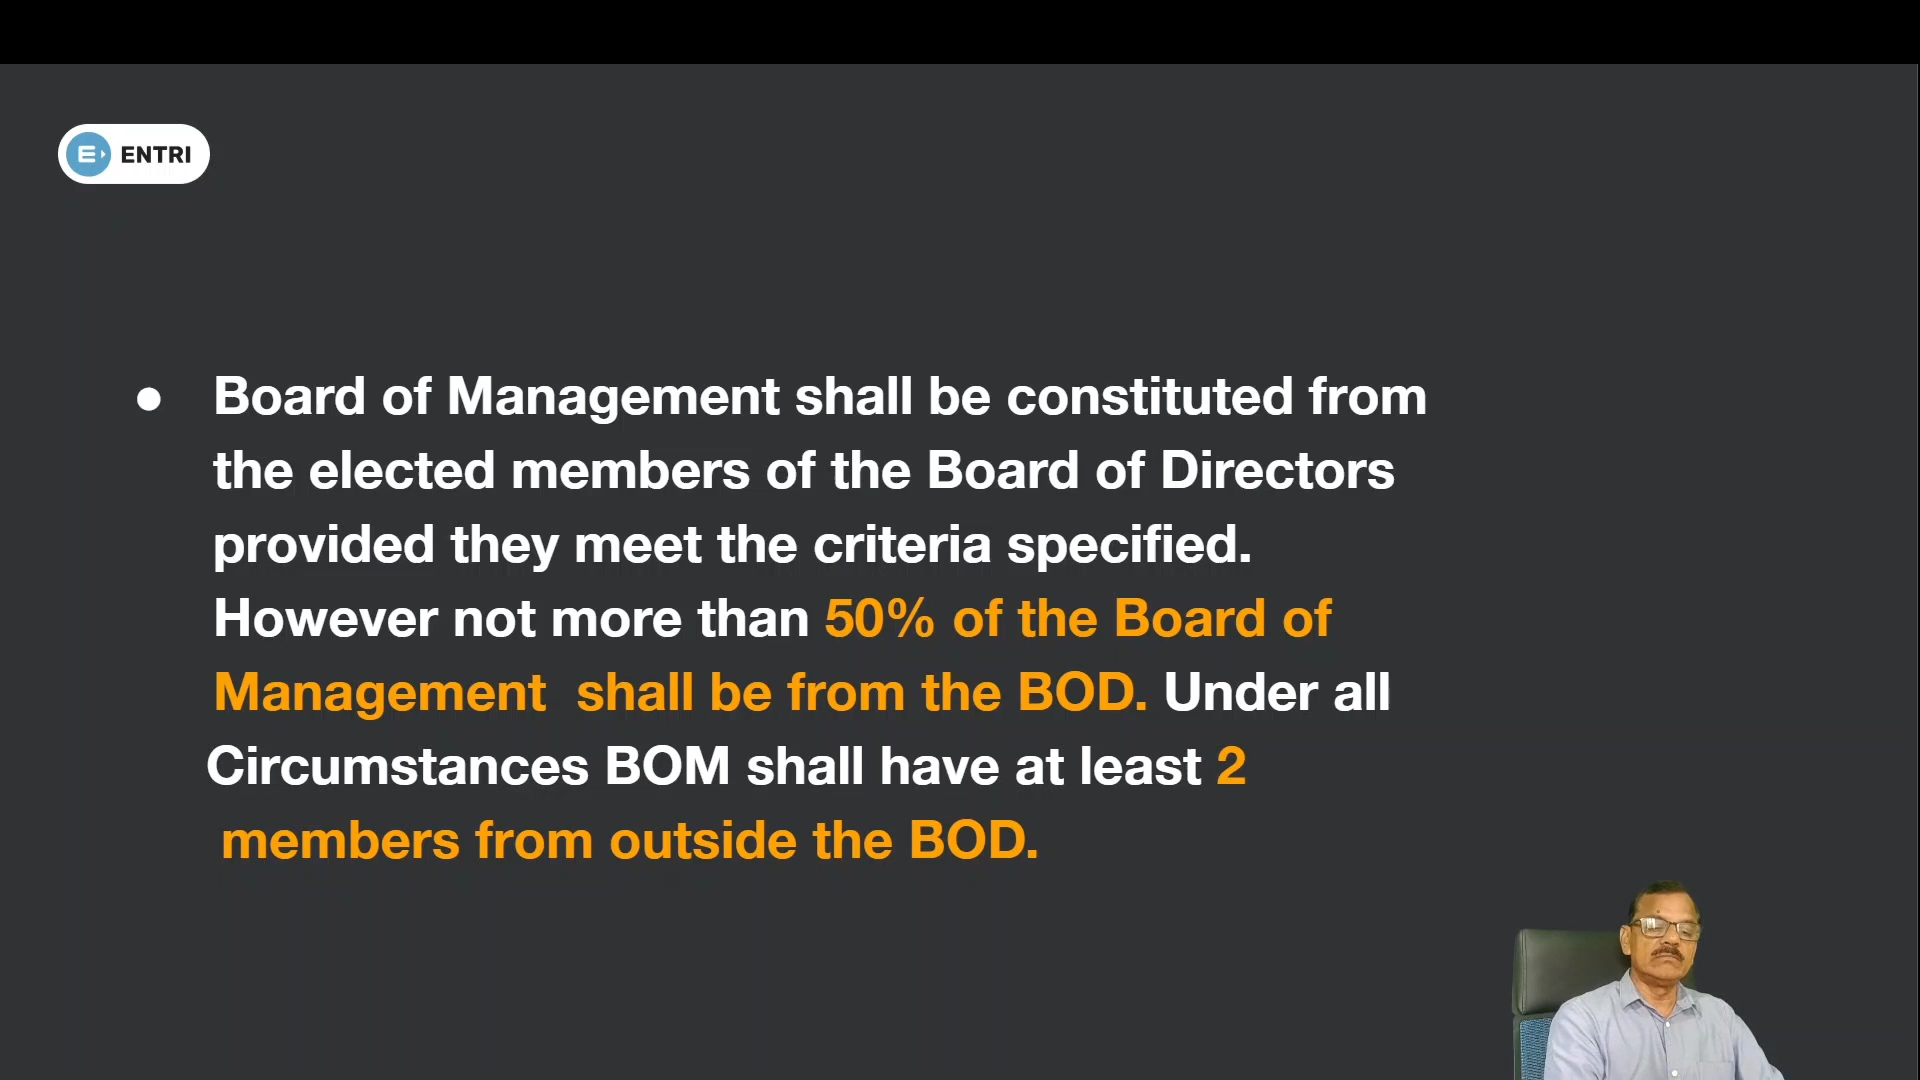 E ENTRI
● Board of Management shall be constituted from
the elected members of the Board of Directors
provided they meet the criteria specified.
However not more than 50% of the Board of
Management shall be from the BOD. Under all
Circumstances BOM shall have at least 2
members from outside the BOD.